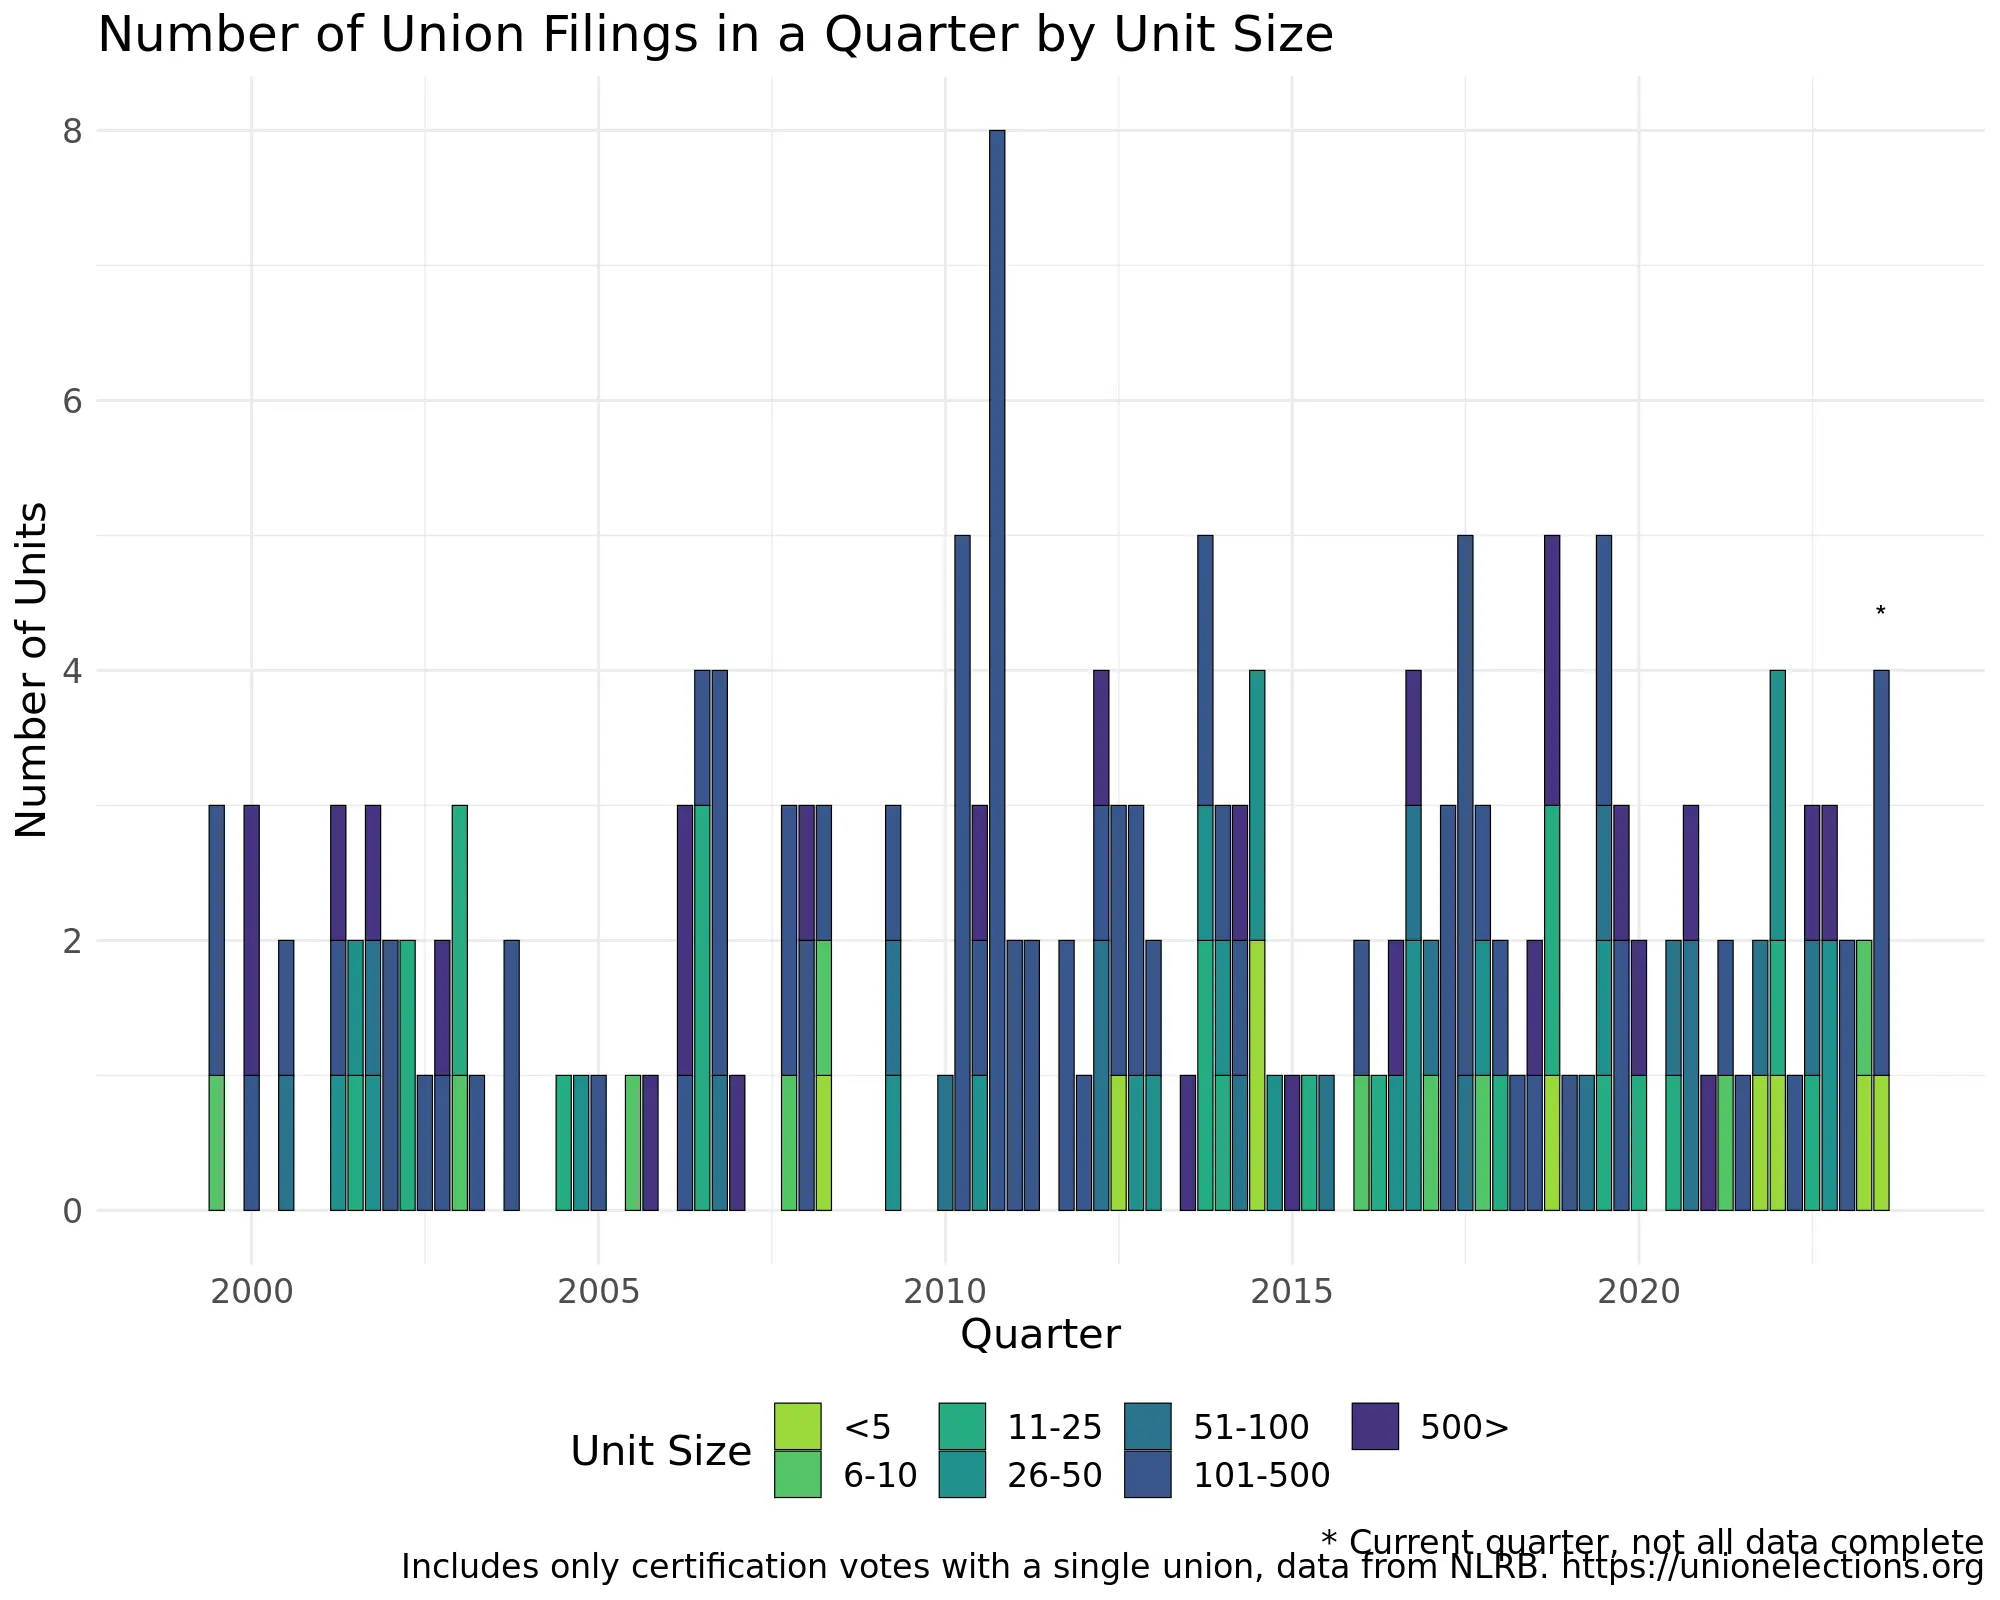 Number of Union Filings in a Quarter by Unit Size
Number of Units
8
6
4
2
0
*
2000 2005 2010 2015 2020
Quarter
Unit Size
<5 11-25 51-100 500>
6-10 26-50 101-500
* Current quarter, not all data complete
Includes only certification votes with a single union, data from NLRB. https://unionelections.org